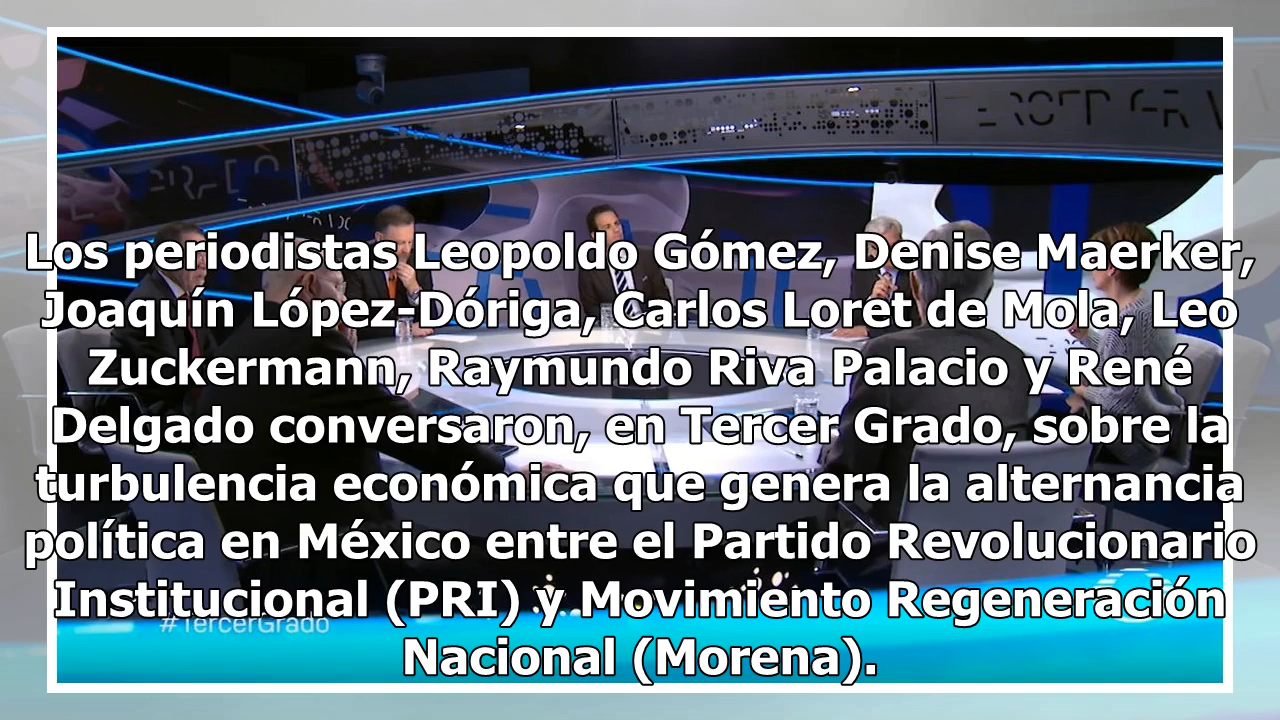 Los periodistas Leopoldo Gómez, Denise Maerker,
Joaquín López-Dóriga, Carlos Loret de Mola, Leo
Zuckermann, Raymundo Riva Palacio y René
Delgado conversaron, en Tercer Grado, sobre la
turbulencia económica que genera la alternancia
política en México entre el Partido Revolucionario
Institucional (PRI) y Movimiento Regeneración
#TercerGrado
Nacional (Morena).